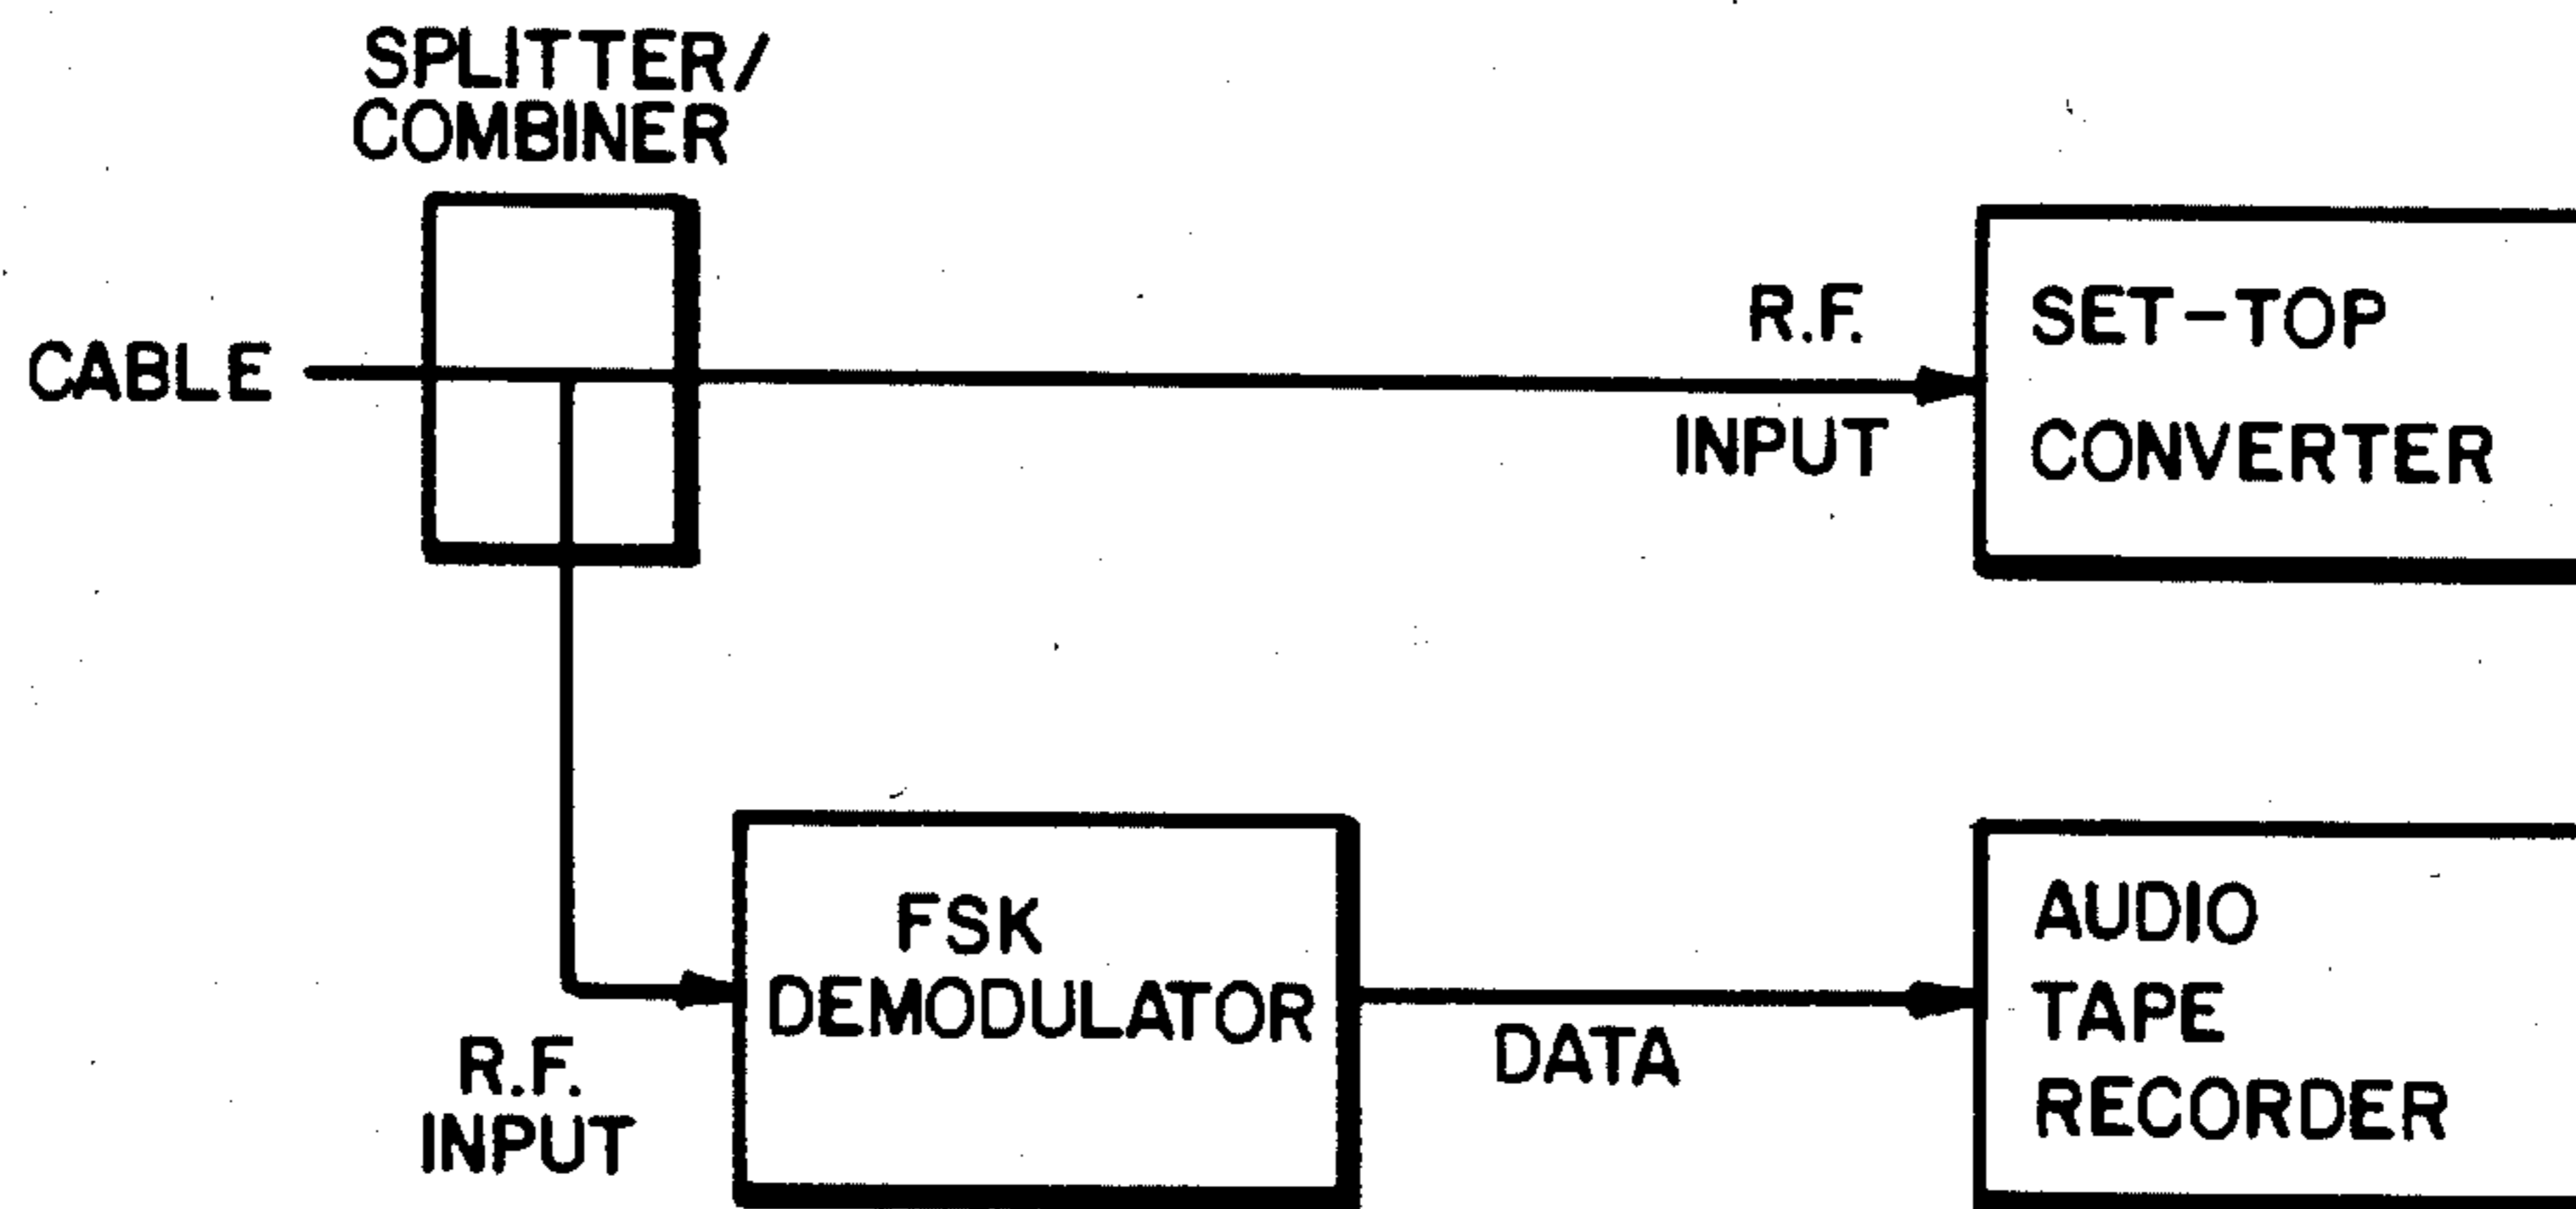 SPLITTER/
COMBINER
CABLE
R.F.
INPUT
SET-TOP
CONVERTER
R.F.
INPUT
FSK
DEMODULATOR
DATA
AUDIO
TAPE
RECORDER